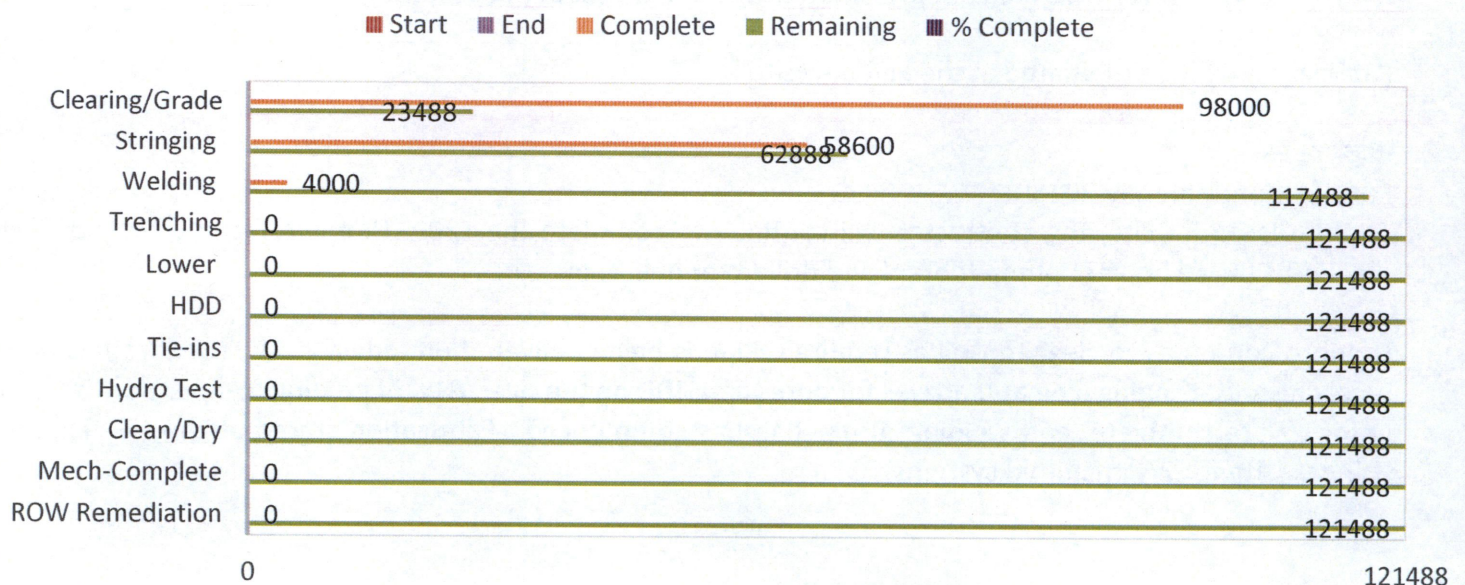 Start End Complete Remaining % Complete
Clearing/Grade 98000
23488
Stringing 58600
62888
Welding 4000
117488
Trenching 0
121488
Lower 0
121488
HDD 0
121488
Tie-ins 0
121488
Hydro Test 0
121488
Clean/Dry 0
121488
Mech-Complete 0
121488
ROW Remediation 0
121488
0 121488